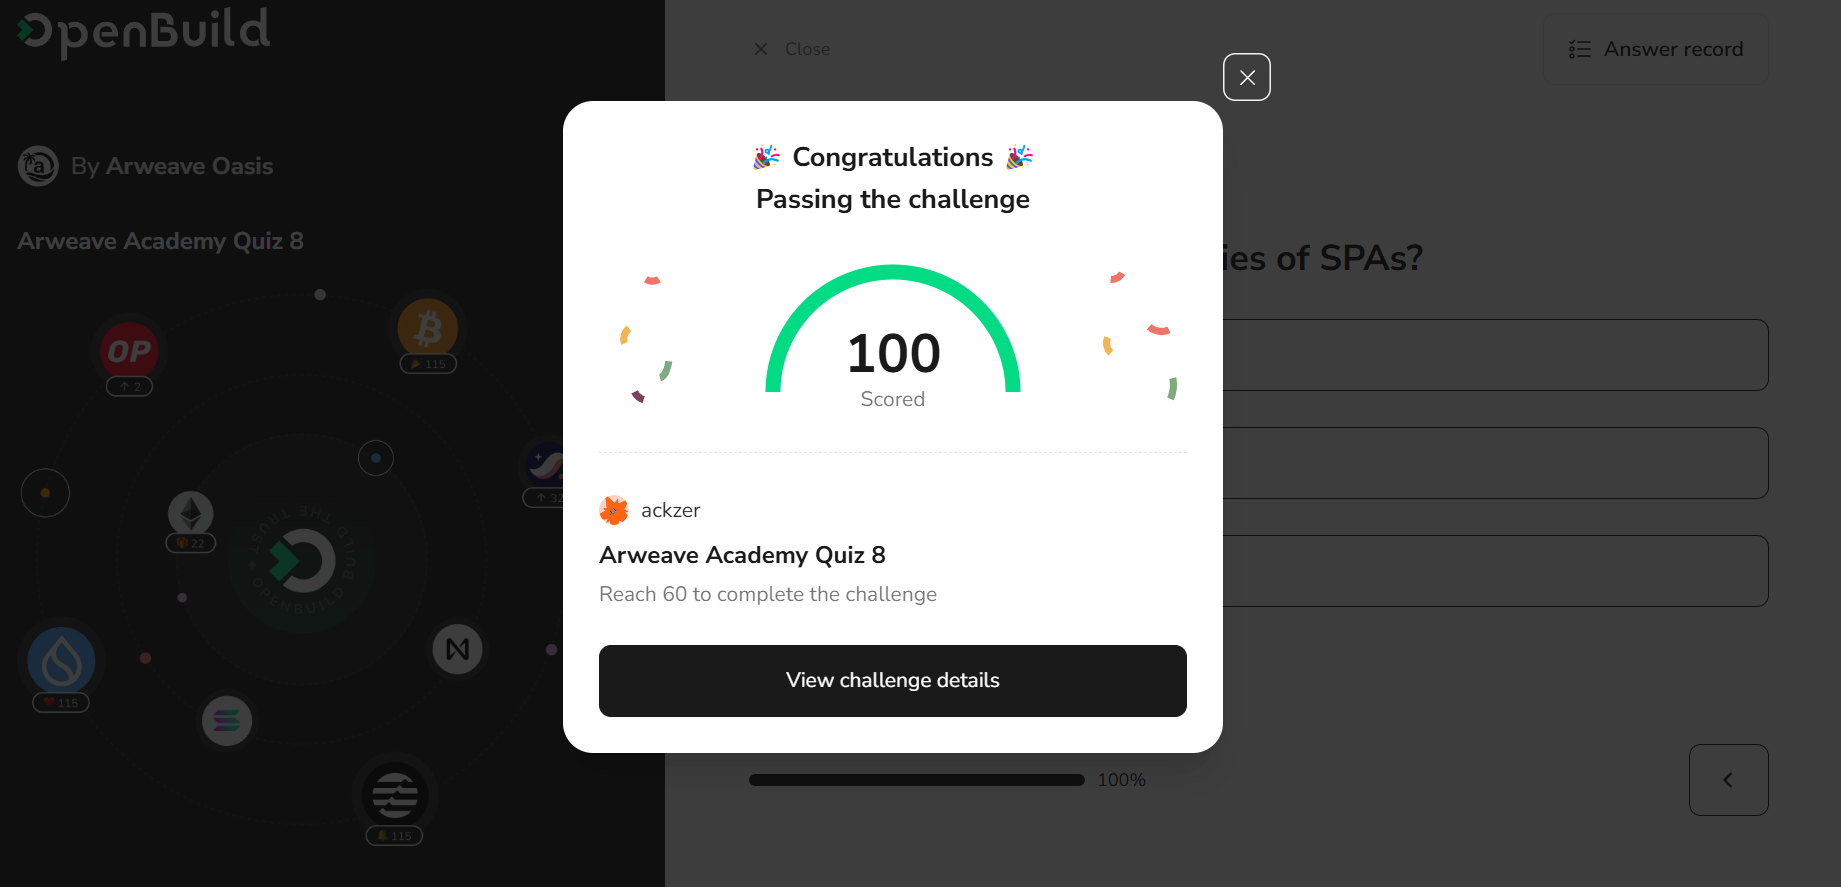 OpenBuild
Close
Answer record
By Arweave Oasis
Arweave Academy Quiz 8
🎉 Congratulations 🎉
Passing the challenge
ies of SPAs?
100
Scored
OP
↑ 2
115
↑ 32
22
115
115
ackzer
Arweave Academy Quiz 8
Reach 60 to complete the challenge
View challenge details
100%